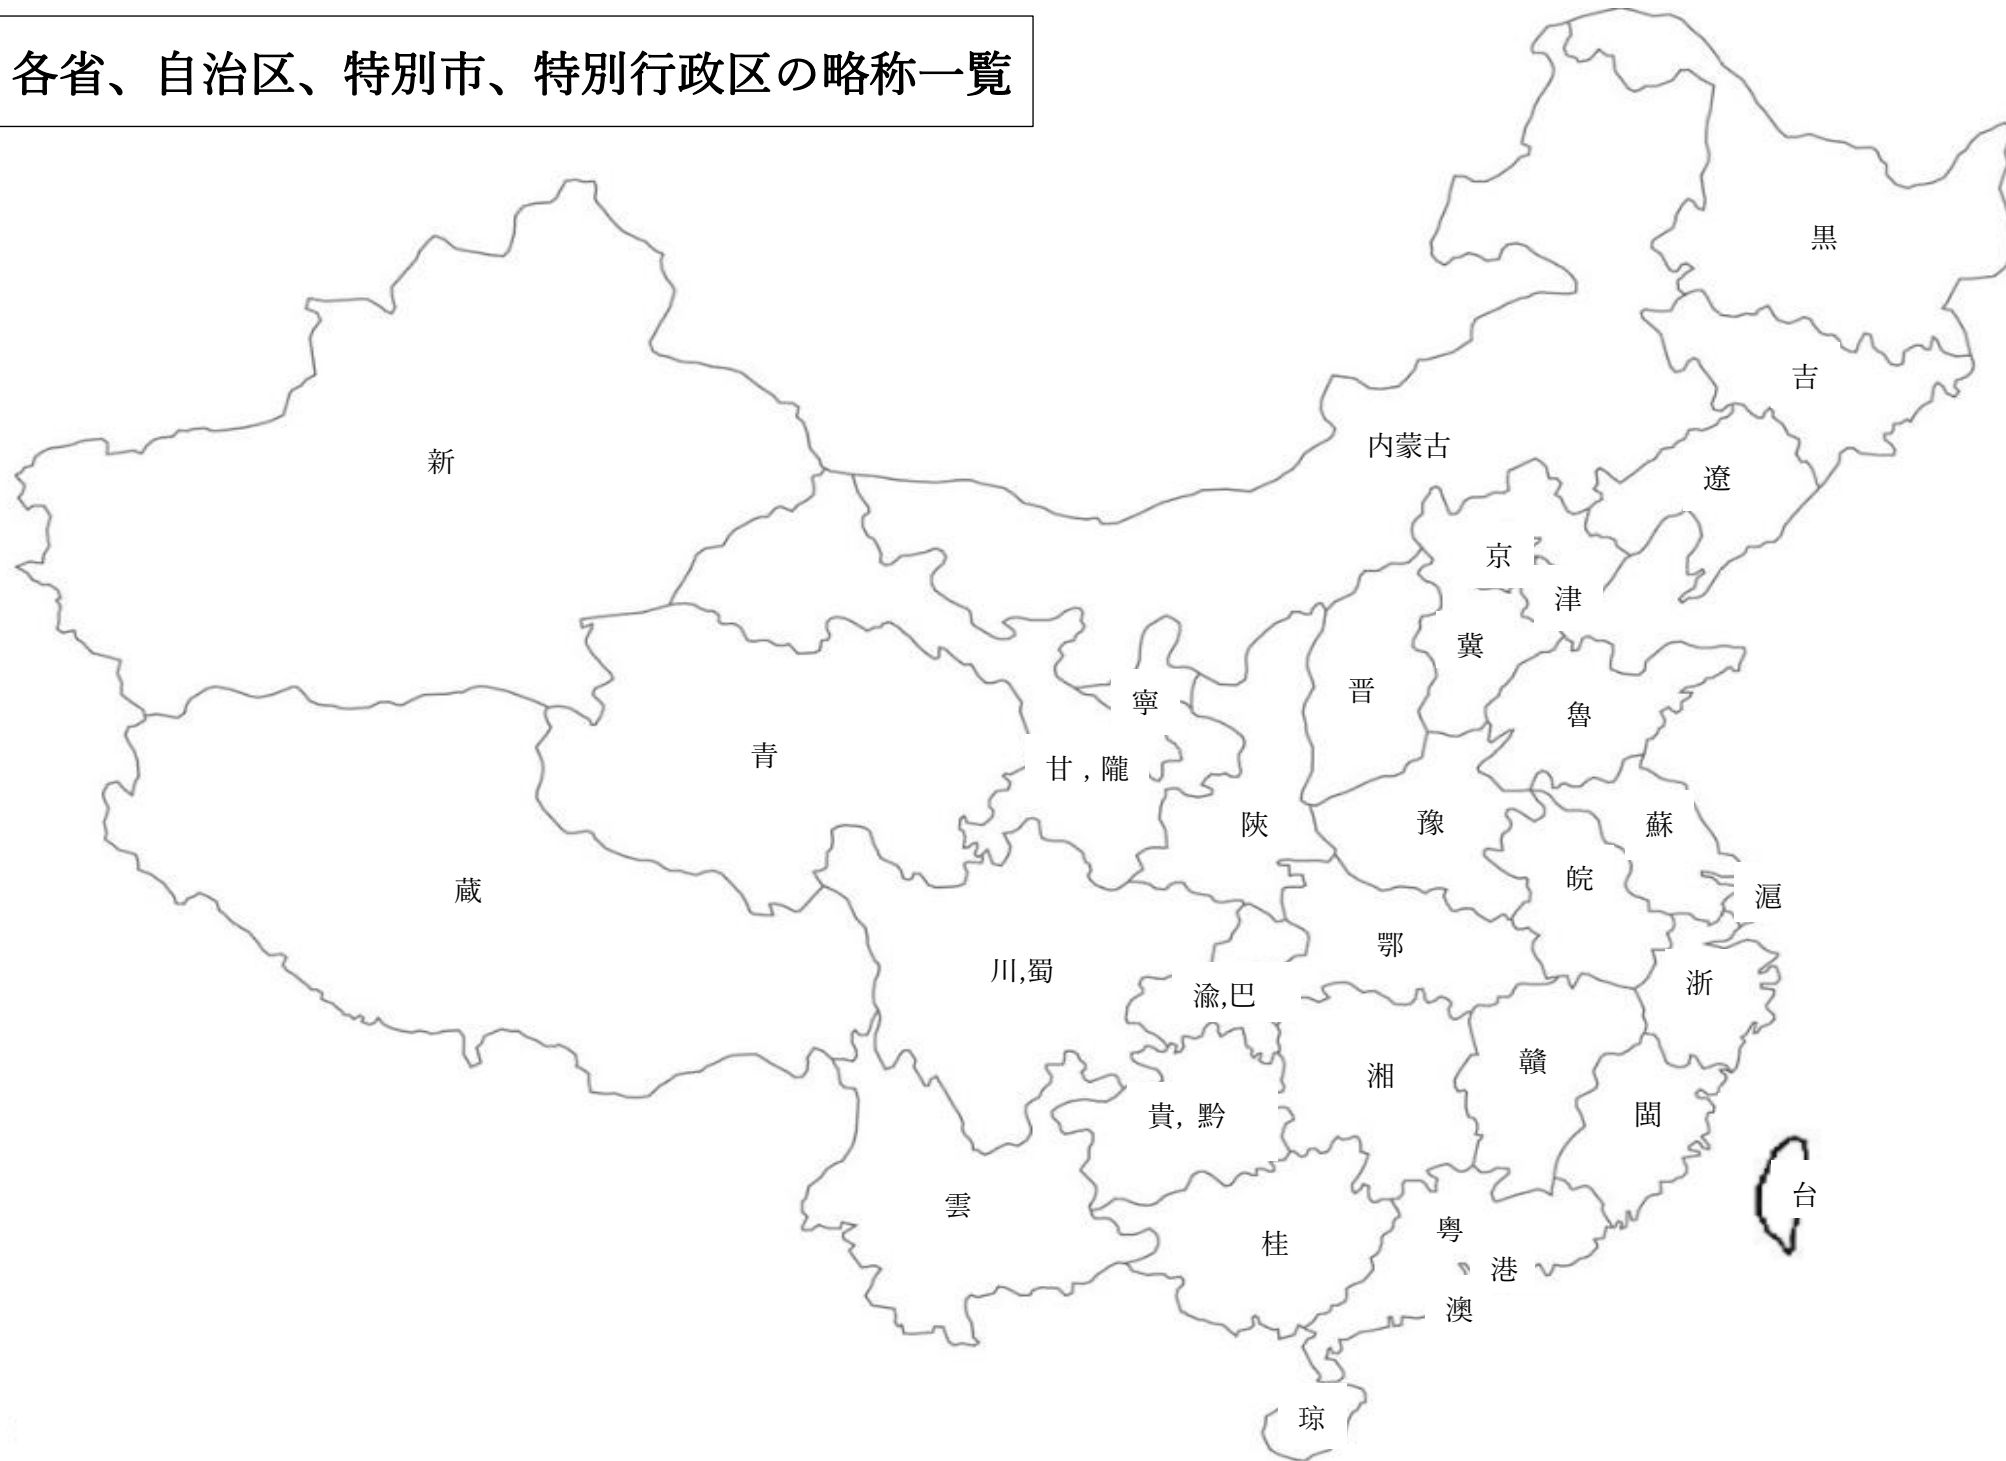 各省、自治区、特別市、特別行政区の略称一覧
黒
吉
内蒙古
新
遼
京
津
冀
晋
寧
魯
青
甘,隴
陝
豫
蘇
皖
蔵
滬
鄂
川,蜀
浙
渝,巴
贛
湘
貴,黔
閩
台
雲
粤
桂
港
澳
琼